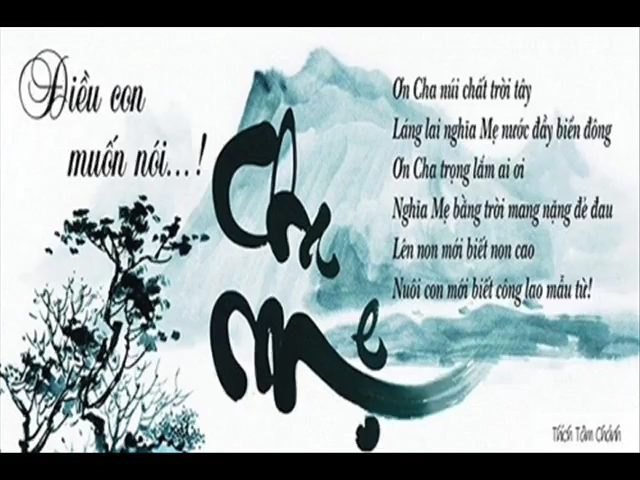 Điều con
muốn nói...!
Cha
Mẹ
Ơn Cha núi chất trời tây
Láng lai nghĩa Mẹ nước đầy biển đông
Ơn Cha trọng lắm ai ơi
Nghĩa Mẹ bằng trời mang nặng đẻ đau
Lên non mới biết non cao
Nuôi con mới biết công lao mẫu từ!
Thích Tâm Chánh